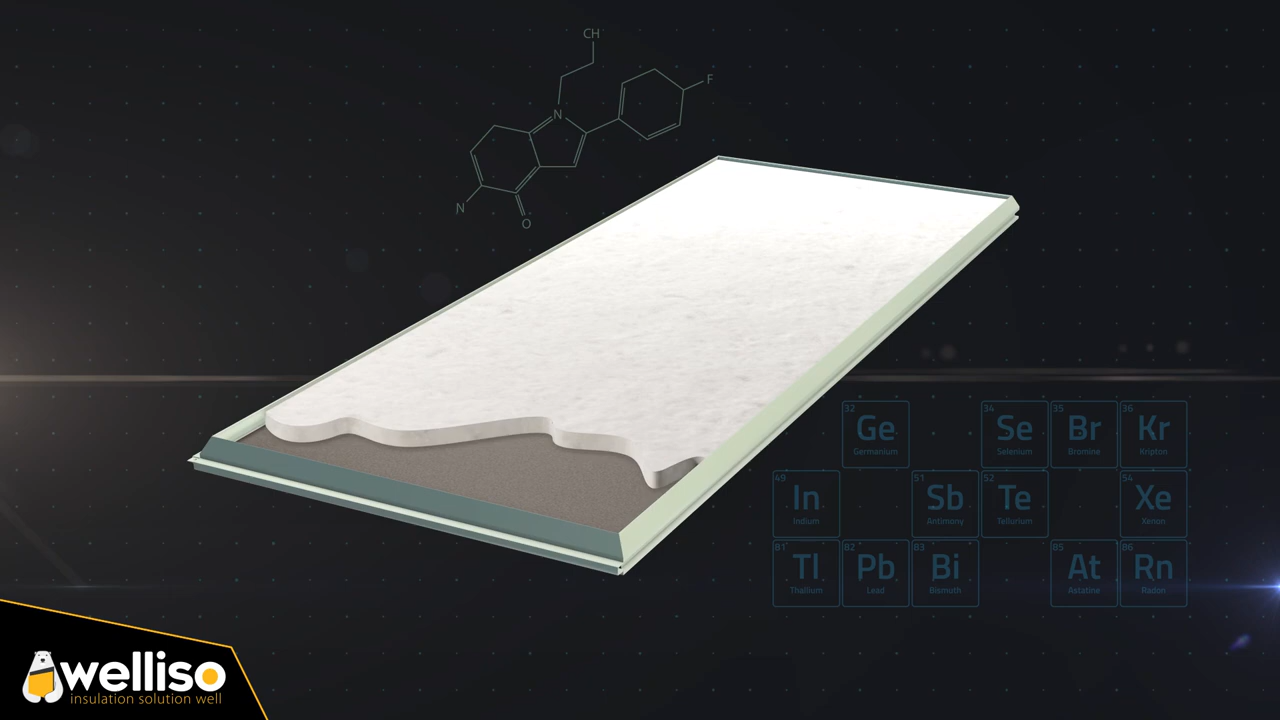 CH
F
N
N
O
32
Ge
Germanium
34
Se
Selenium
35
Br
Bromine
36
Kr
Kripton
49
In
Indium
51
Sb
Antimony
52
Te
Tellurium
54
Xe
Xenon
81
Tl
Thallium
82
Pb
Lead
83
Bi
Bismuth
85
At
Astatine
86
Rn
Radon
welliso
insulation solution well